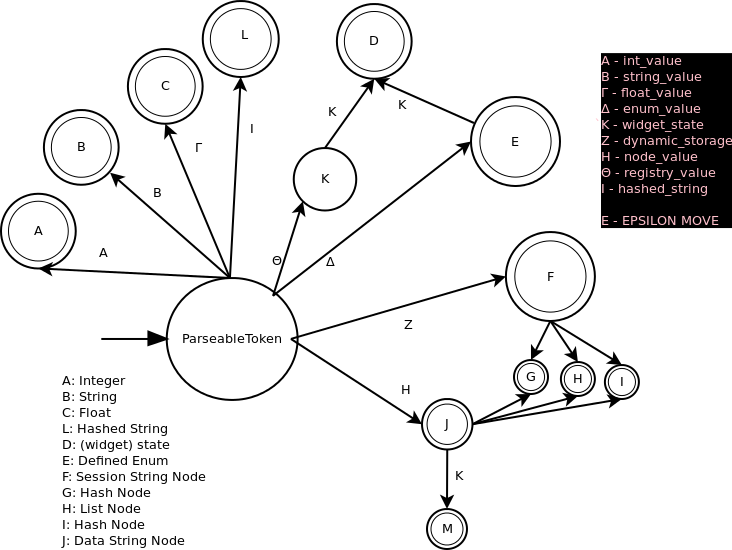 L
D
A - int_value
B - string_value
Γ - float_value
Δ - enum_value
K - widget_state
Z - dynamic_storage
H - node_value
Θ - registry_value
I - hashed_string
E - EPSILON MOVE
C
K
K
I
E
B
Γ
K
B
A
A
Θ
Δ
F
Z
ParseableToken
G
H
I
H
J
K
M
A: Integer
B: String
C: Float
L: Hashed String
D: (widget) state
E: Defined Enum
F: Session String Node
G: Hash Node
H: List Node
I: Hash Node
J: Data String Node